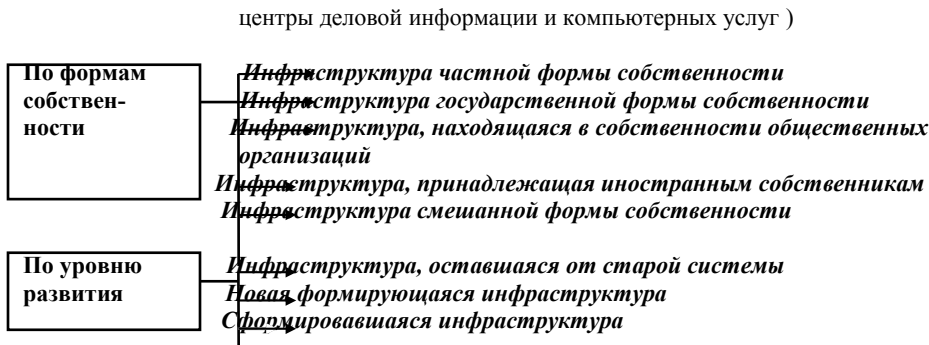 центры деловой информации и компьютерных услуг )
По формам
собствен-
ности
Инфраструктура частной формы собственности
Инфраструктура государственной формы собственности
Инфраструктура, находящаяся в собственности общественных
организаций
Инфраструктура, принадлежащая иностранным собственникам
Инфраструктура смешанной формы собственности
По уровню
развития
Инфраструктура, оставшаяся от старой системы
Новая формирующаяся инфраструктура
Сформировавшаяся инфраструктура